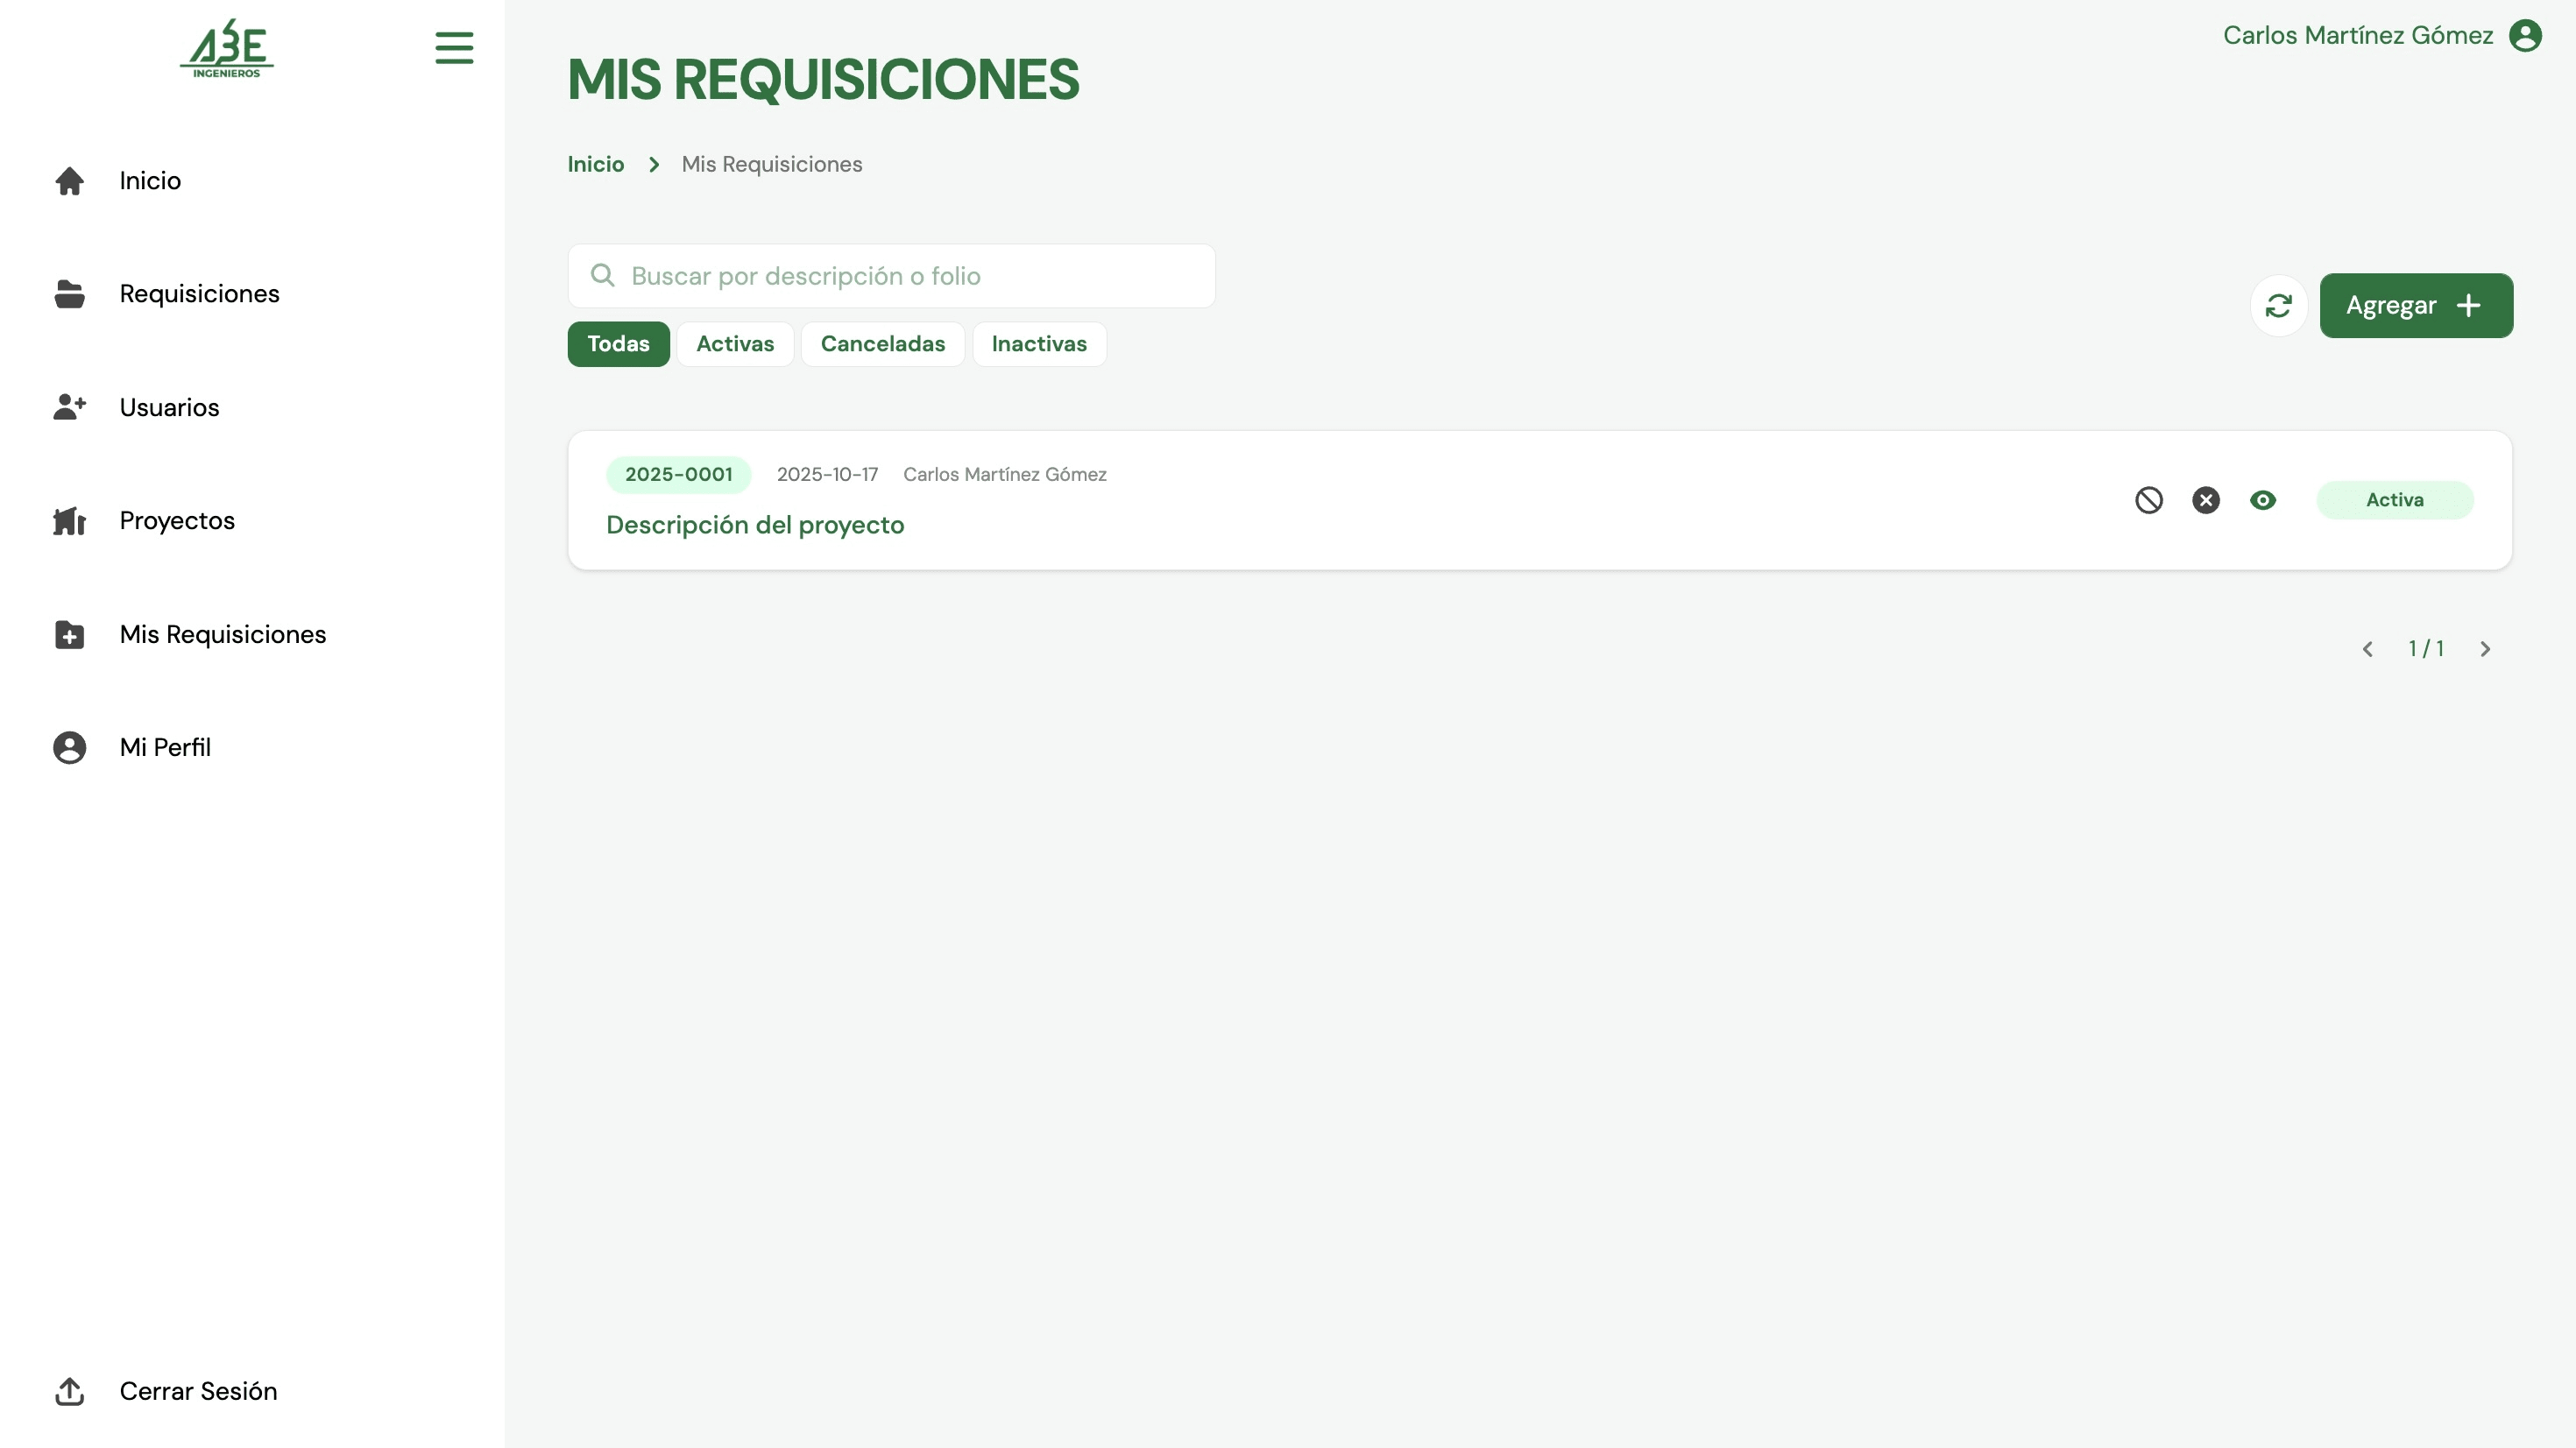 ABE
INGENIEROS
Carlos Martínez Gómez
MIS REQUISICIONES
Inicio > Mis Requisiciones
Inicio
Requisiciones
Usuarios
Proyectos
Mis Requisiciones
Mi Perfil
Cerrar Sesión
Buscar por descripción o folio
Todas Activas Canceladas Inactivas
Agregar +
2025-0001 2025-10-17 Carlos Martínez Gómez
Descripción del proyecto
Activa
1 / 1